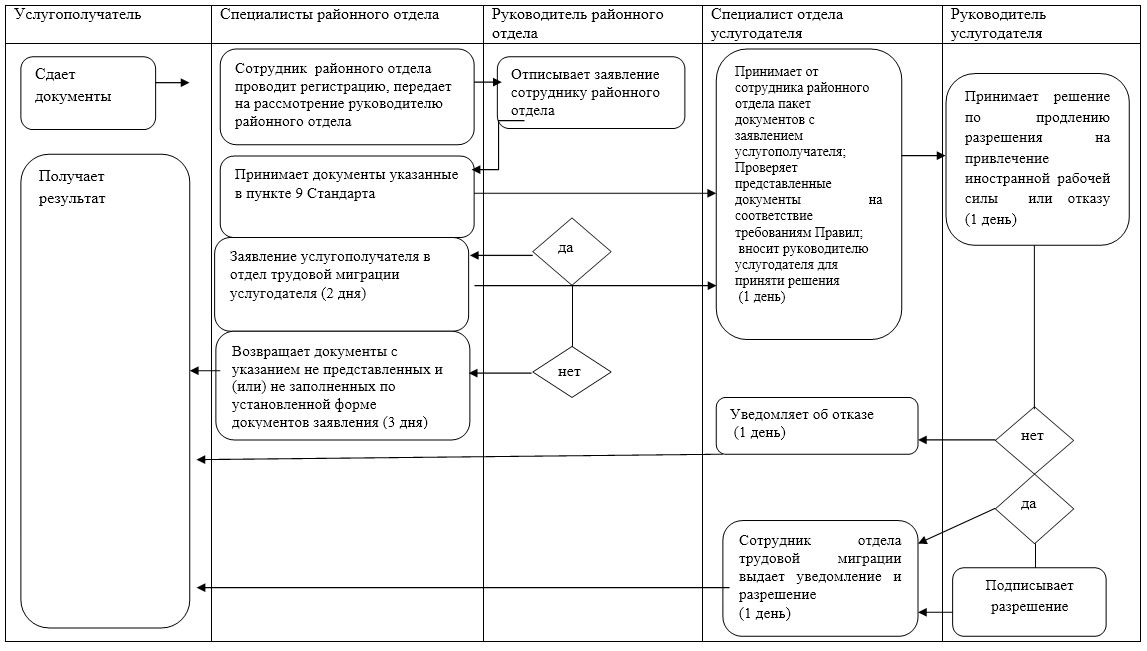 Услугополучатель
Специалисты районного отдела
Руководитель районного
отдела
Специалист отдела
услугодателя
Руководитель
услугодателя
Сдает
документы
Сотрудник районного отдела
проводит регистрацию, передает
на рассмотрение руководителю
районного отдела
Отписывает заявление
сотруднику районного
отдела
Принимает от
сотрудника районного
отдела пакет
документов с
заявлением
услугополучателя;
Проверяет
представленные
документы на
соответствие
требованиям Правил;
вносит руководителю
услугодателя для
приняти решения
(1 день)
Принимает решение
по продлению
разрешения на
привлечение
иностранной рабочей
силы или отказу
(1 день)
Получает
результат
Принимает документы указанные
в пункте 9 Стандарта
да
Заявление услугополучателя в
отдел трудовой миграции
услугодателя (2 дня)
Возвращает документы с
указанием не представленных и
(или) не заполненных по
установленной форме
документов заявления (3 дня)
нет
Уведомляет об отказе
(1 день)
нет
да
Сотрудник отдела
трудовой миграции
выдает уведомление и
разрешение
(1 день)
Подписывает
разрешение